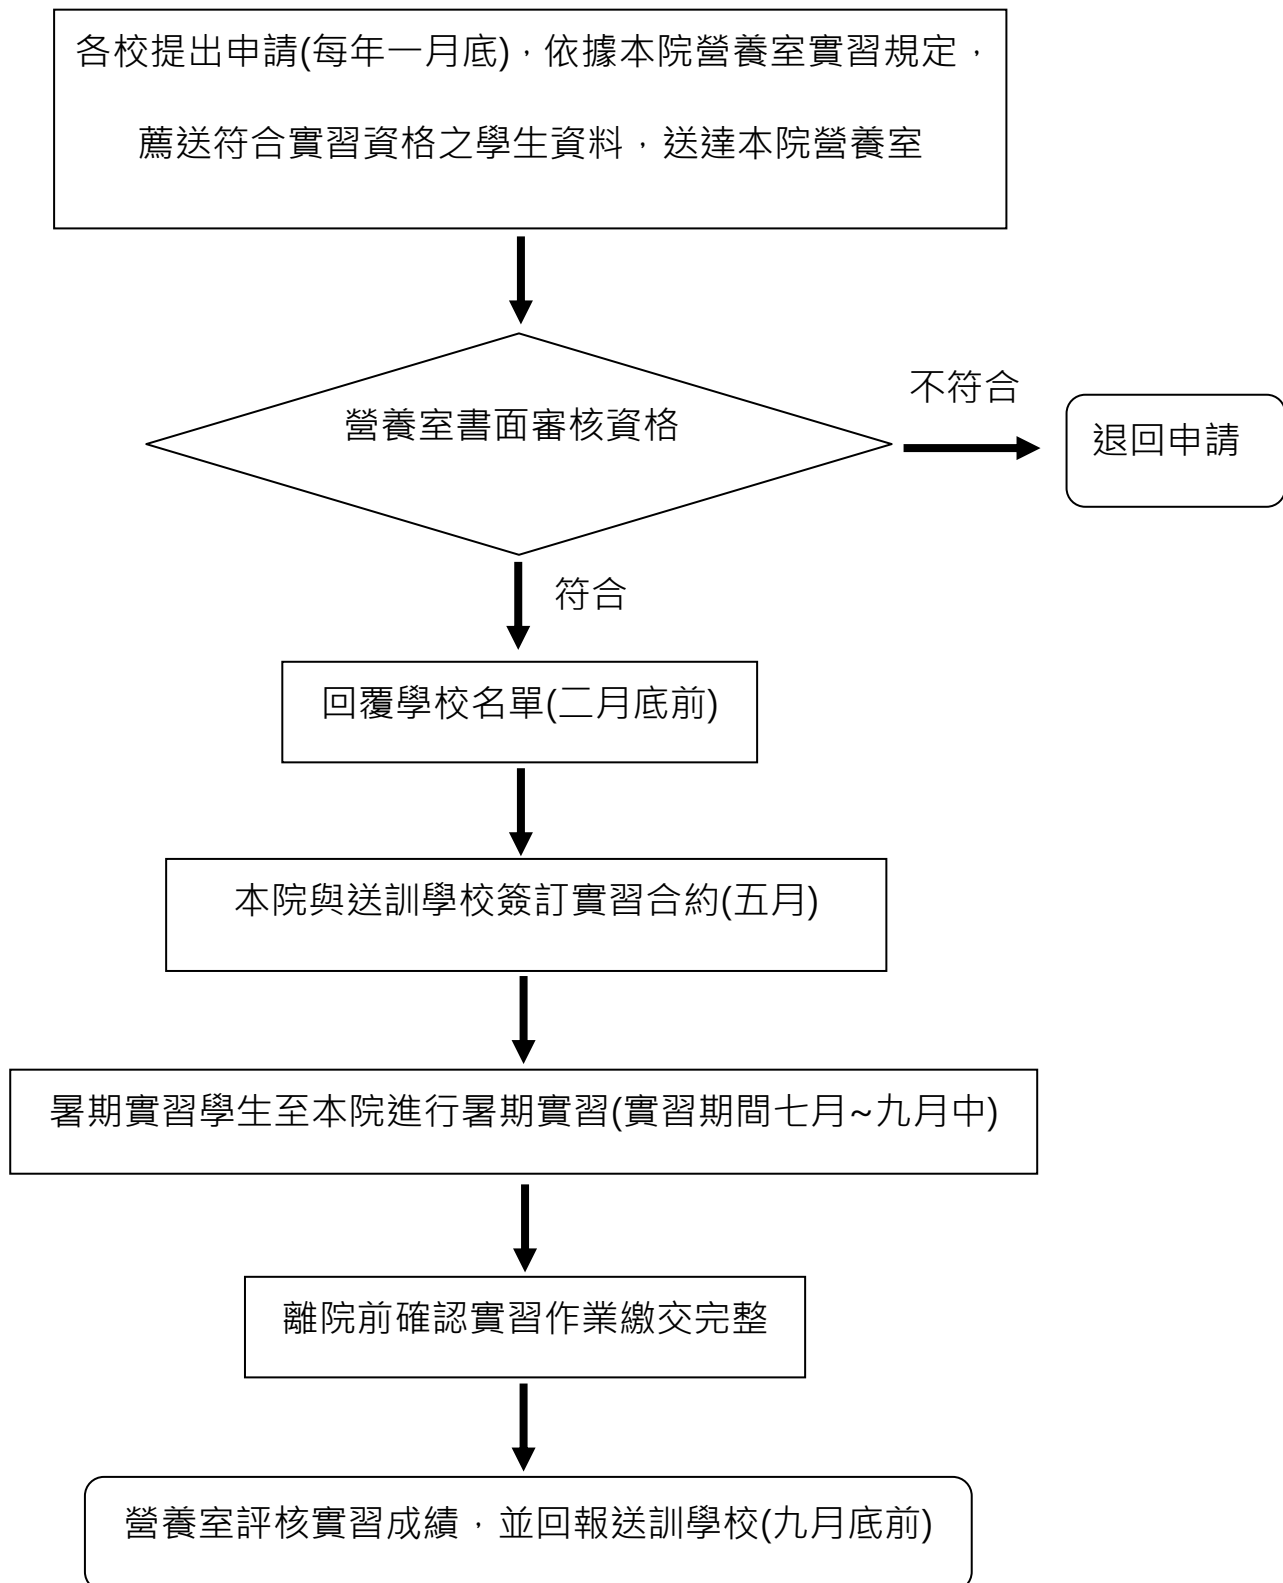 各校提出申請(每年一月底)，依據本院營養室實習規定，
薦送符合實習資格之學生資料，送達本院營養室
不符合
營養室書面審核資格
退回申請
符合
回覆學校名單(二月底前)
本院與送訓學校簽訂實習合約(五月)
暑期實習學生至本院進行暑期實習(實習期間七月~九月中)
離院前確認實習作業繳交完整
營養室評核實習成績，並回報送訓學校(九月底前)